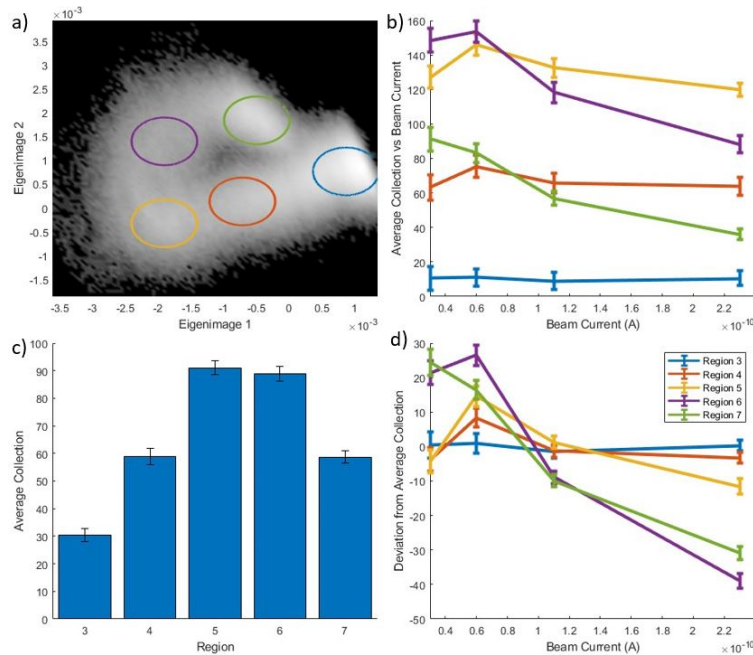 a)
×10⁻³
3.5
3
2.5
2
1.5
1
0.5
0
-0.5
-1
-1.5
Eigenimage 2
-3.5 -3 -2.5 -2 -1.5 -1 -0.5 0 0.5 1
Eigenimage 1
×10⁻³
b)
160
140
120
100
80
60
40
20
0
Average Collection vs Beam Current
0.4 0.6 0.8 1 1.2 1.4 1.6 1.8 2 2.2
Beam Current (A)
×10⁻¹⁰
c)
100
90
80
70
60
50
40
30
20
10
0
Average Collection
3 4 5 6 7
Region
d)
30
20
10
0
-10
-20
-30
-40
-50
Deviation from Average Collection
Region 3
Region 4
Region 5
Region 6
Region 7
0.4 0.6 0.8 1 1.2 1.4 1.6 1.8 2 2.2
Beam Current (A)
×10⁻¹⁰